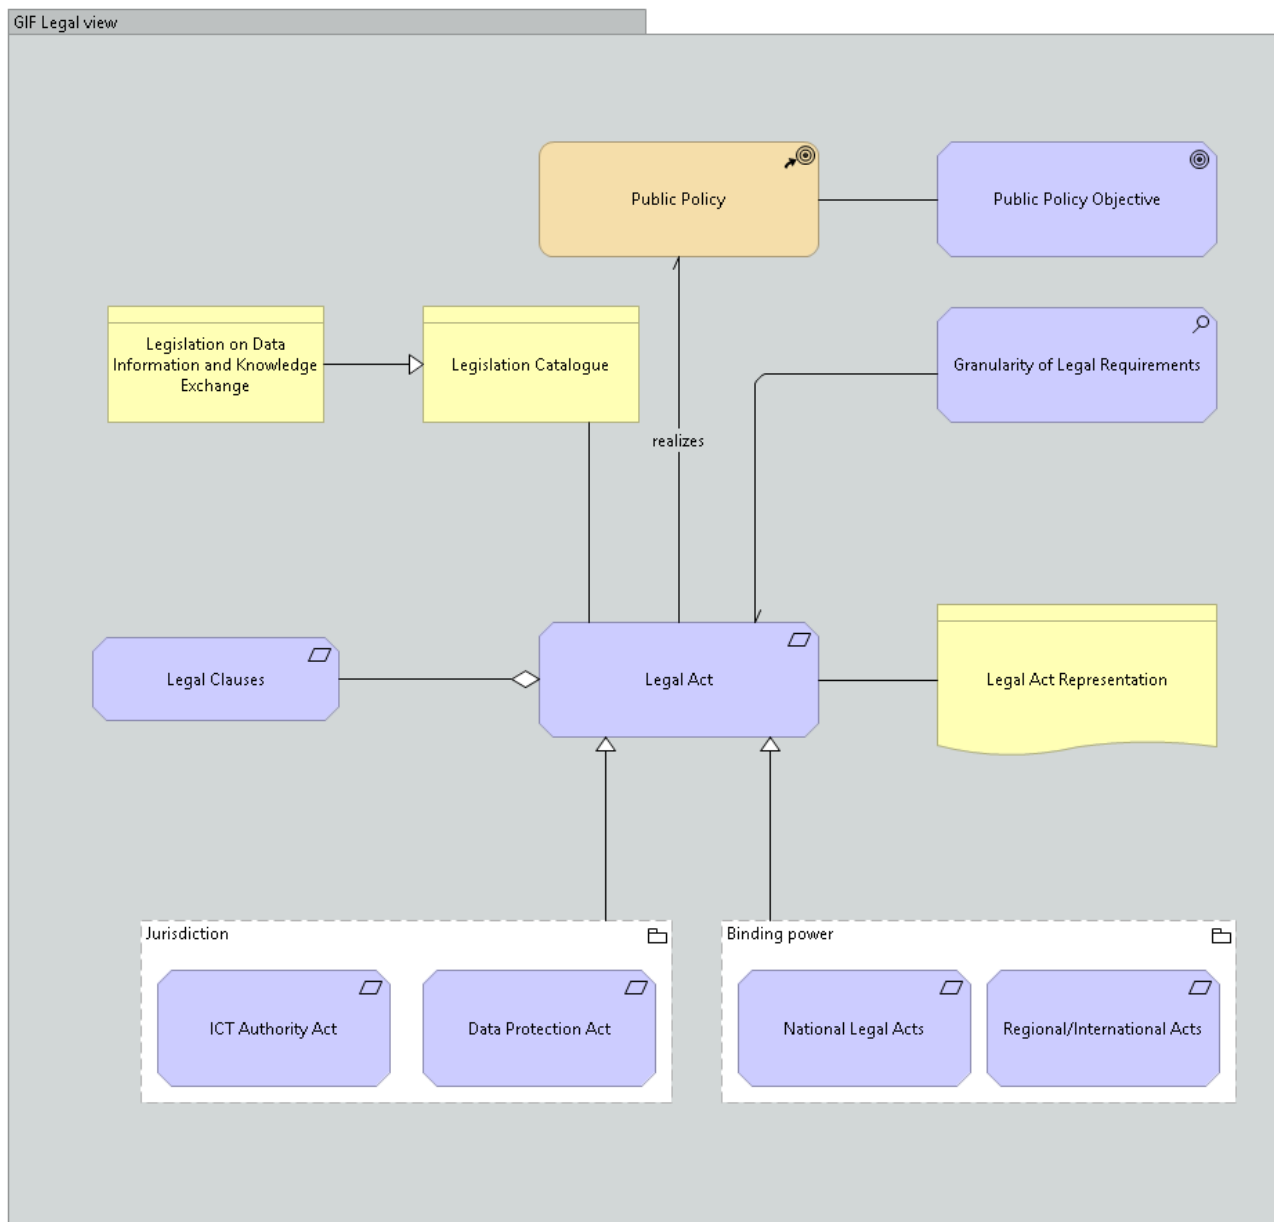 GIF Legal view
Public Policy
Public Policy Objective
Legislation on Data
Information and Knowledge
Exchange
Legislation Catalogue
Granularity of Legal Requirements
realizes
Legal Clauses
Legal Act
Legal Act Representation
Jurisdiction
ICT Authority Act
Data Protection Act
Binding power
National Legal Acts
Regional/International Acts